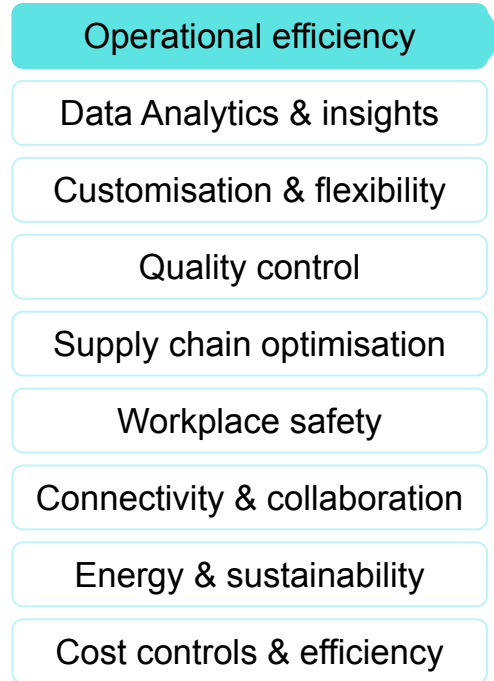 Operational efficiency
Data Analytics & insights
Customisation & flexibility
Quality control
Supply chain optimisation
Workplace safety
Connectivity & collaboration
Energy & sustainability
Cost controls & efficiency